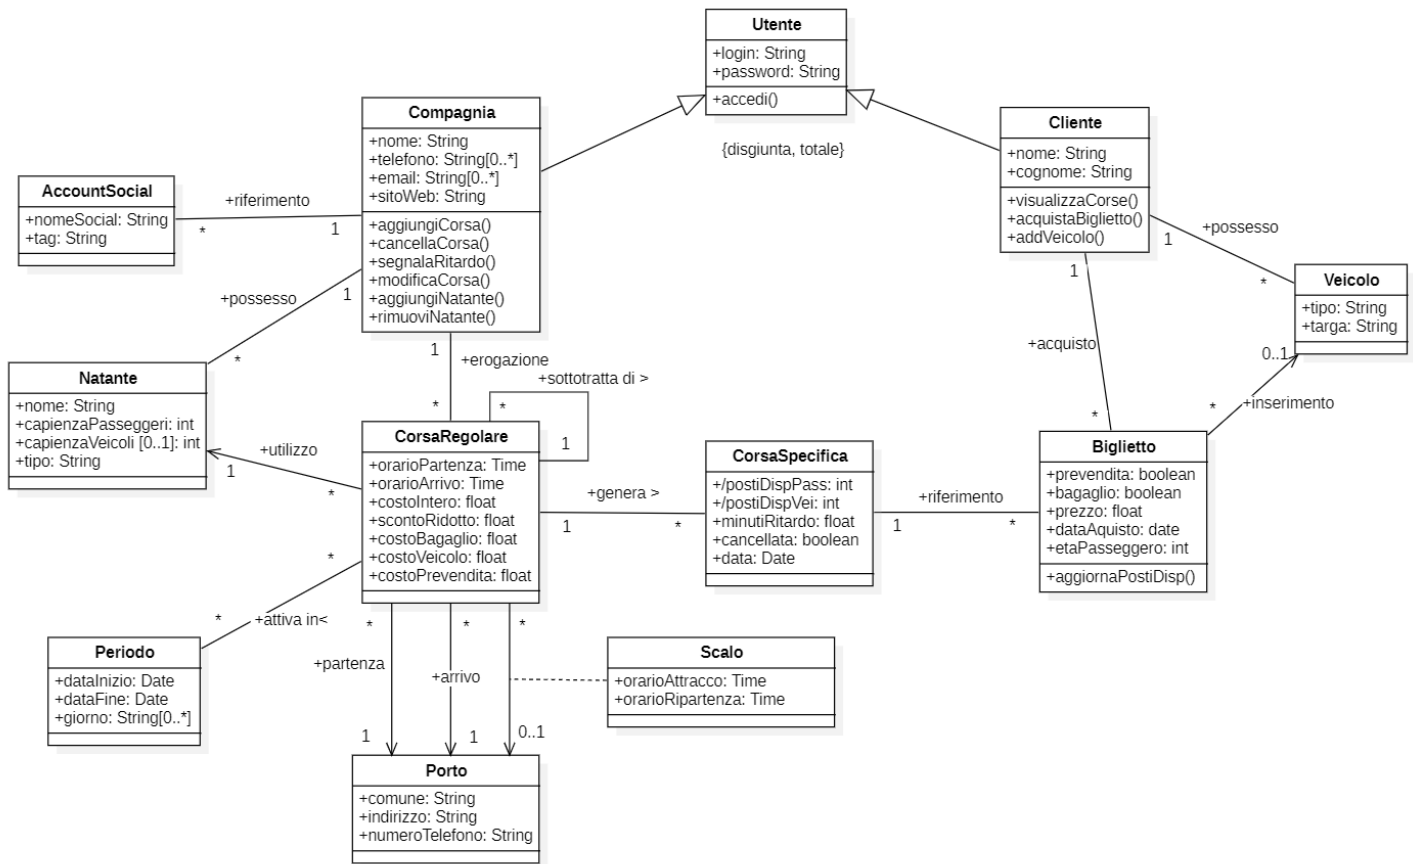 Utente
+login: String
+password: String
+accedi()
{disgiunta, totale}
Compagnia
+nome: String
+telefono: String[0..*]
+email: String[0..*]
+sitoWeb: String
+aggiungiCorsa()
+cancellaCorsa()
+segnalaRitardo()
+modificaCorsa()
+aggiungiNatante()
+rimuoviNatante()
Cliente
+nome: String
+cognome: String
+visualizzaCorse()
+acquistaBiglietto()
+addVeicolo()
AccountSocial
+nomeSocial: String
+tag: String
+riferimento
*
1
+possesso
1
*
+possesso
1
*
Veicolo
+tipo: String
+targa: String
Natante
+nome: String
+capienzaPasseggeri: int
+capienzaVeicoli [0..1]: int
+tipo: String
1
+erogazione
*
+sottotratta di >
*
1
+utilizzo
1
*
1
+acquisto
*
0..1
+inserimento
*
CorsaRegolare
+orarioPartenza: Time
+orarioArrivo: Time
+costoIntero: float
+scontoRidotto: float
+costoBagaglio: float
+costoVeicolo: float
+costoPrevendita: float
+genera >
1
*
CorsaSpecifica
+/postiDispPass: int
+/postiDispVei: int
+minutiRitardo: float
+cancellata: boolean
+data: Date
+riferimento
1
*
Biglietto
+prevendita: boolean
+bagaglio: boolean
+prezzo: float
+dataAquisto: date
+etaPasseggero: int
+aggiornaPostiDisp()
*
*
+attiva in<
Periodo
+dataInizio: Date
+dataFine: Date
+giorno: String[0..*]
*
*
*
+partenza
+arrivo
1
1
0..1
Scalo
+orarioAttracco: Time
+orarioRipartenza: Time
Porto
+comune: String
+indirizzo: String
+numeroTelefono: String